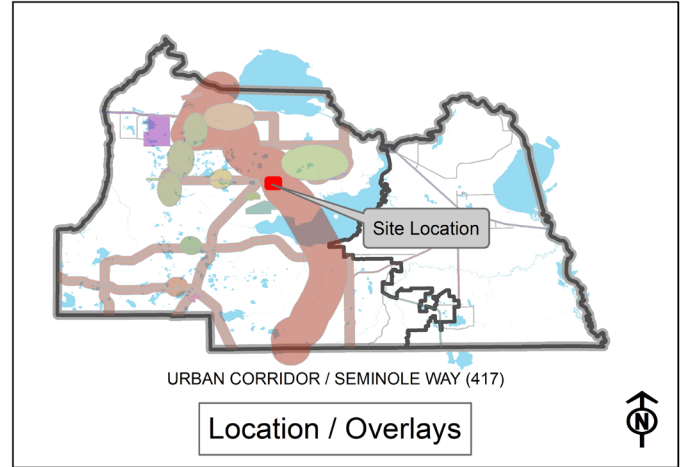 Site Location
URBAN CORRIDOR / SEMINOLE WAY (417)
Location / Overlays
N